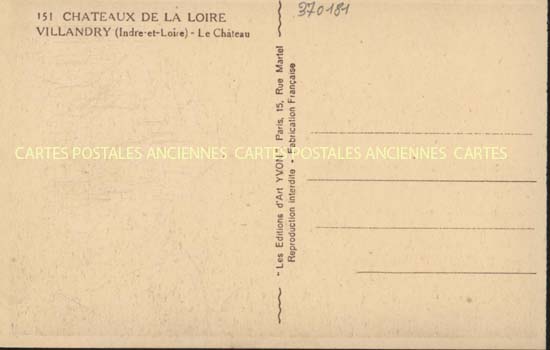 151 CHATEAUX DE LA LOIRE
VILLANDRY (Indre-et-Loire) - Le Château
370181
CARTES POSTALES ANCIENNES CARTES POSTALES ANCIENNES CARTES
"Les Editions d'Art YVON" Paris, 15, Rue Martel
Reproduction interdite - Fabrication Française